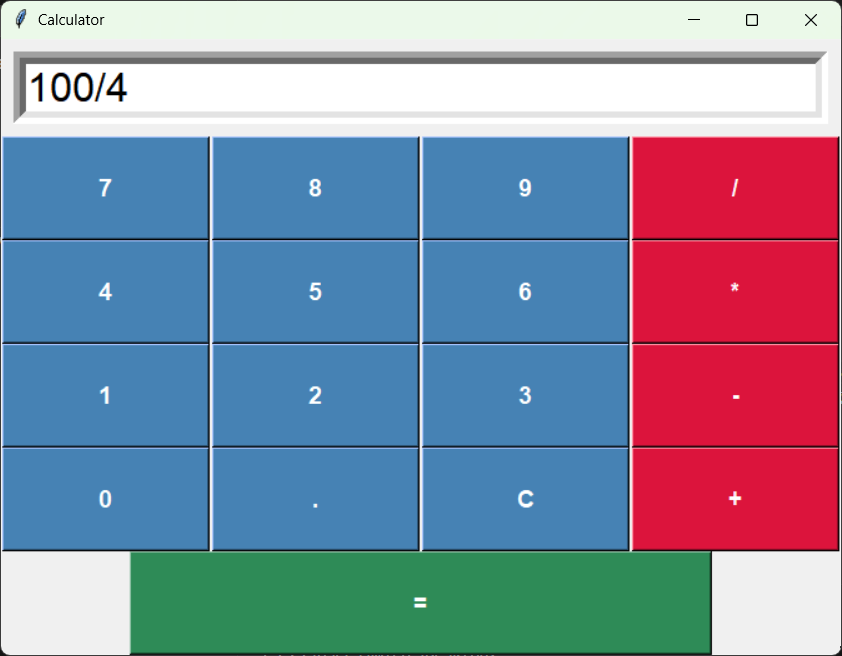 Calculator
100/4
7 8 9 /
4 5 6 *
1 2 3 -
0 . C +
=